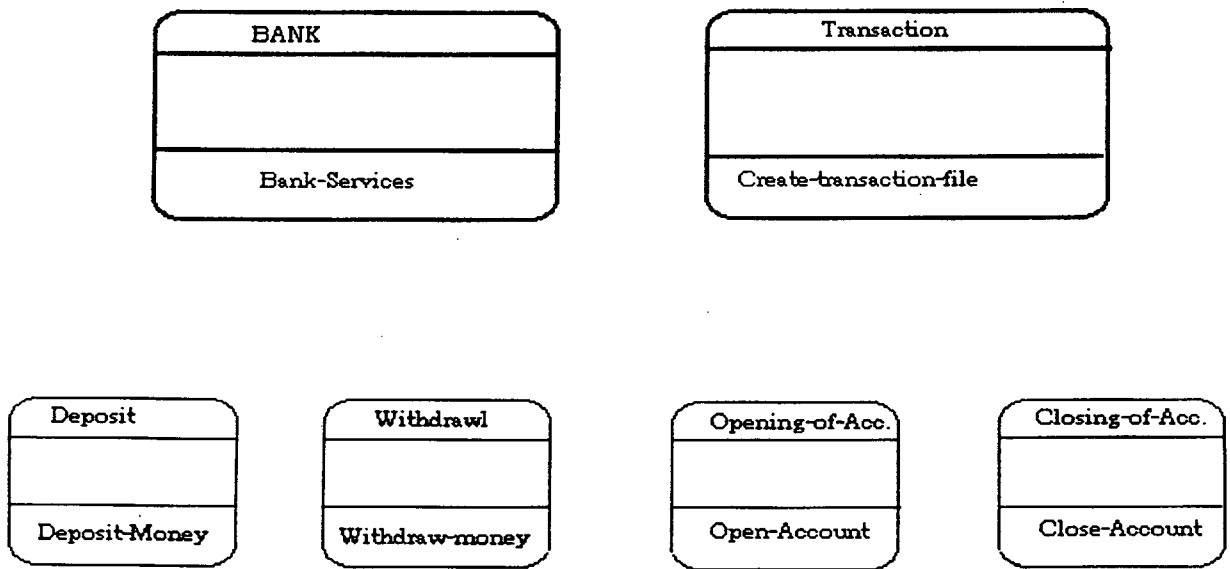 BANK
Transaction
Bank-Services
Create-transaction-file
Deposit
Withdrawl
Opening-of-Acc.
Closing-of-Acc.
Deposit-Money
Withdraw-money
Open-Account
Close-Account